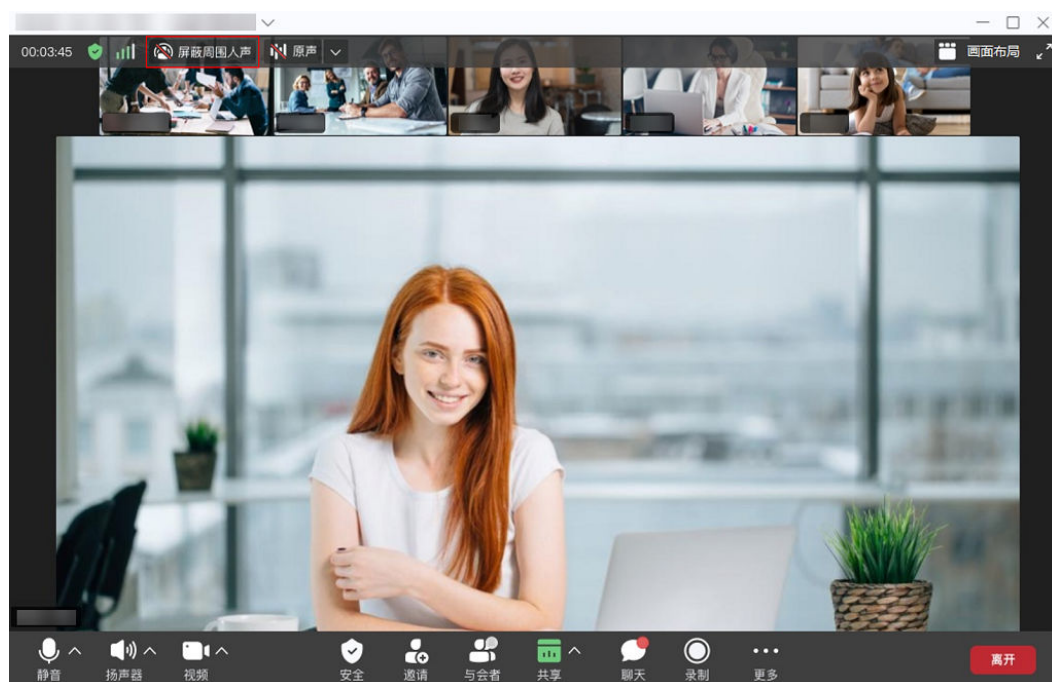 00:03:45 屏蔽周围人声 原声 画面布局
静音 扬声器 视频 安全 邀请 与会者 共享 聊天 录制 更多 离开